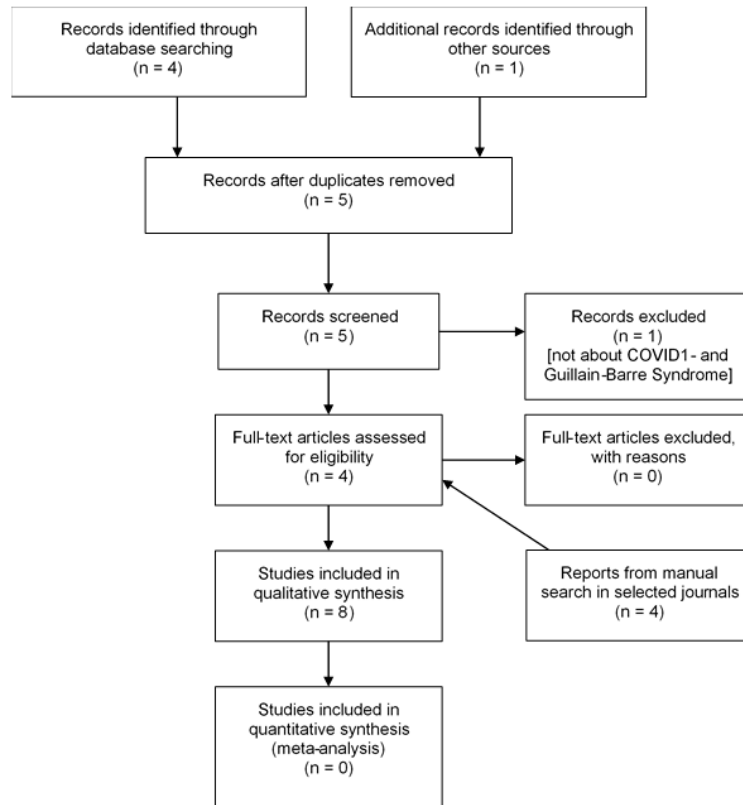 Records identified through
database searching
(n = 4)
Additional records identified through
other sources
(n = 1)
Records after duplicates removed
(n = 5)
Records screened
(n = 5)
Records excluded
(n = 1)
[not about COVID1- and
Guillain-Barre Syndrome]
Full-text articles assessed
for eligibility
(n = 4)
Full-text articles excluded,
with reasons
(n = 0)
Studies included in
qualitative synthesis
(n = 8)
Reports from manual
search in selected journals
(n = 4)
Studies included in
quantitative synthesis
(meta-analysis)
(n = 0)